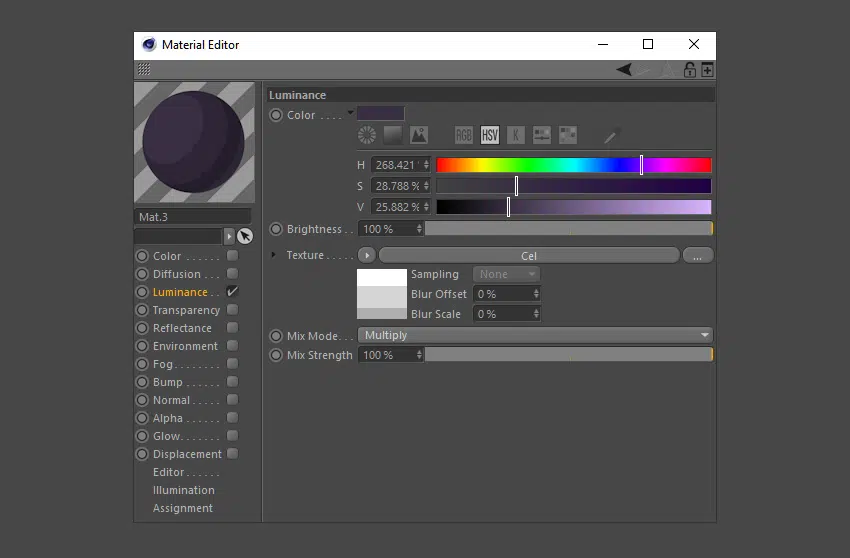 Material Editor
Luminance
Color . . . .
RGB HSV K
H 268.421 °
S 28.788 %
V 25.882 %
Mat.3
Brightness . . 100 %
Color . . . . . .
Texture . . . . . Cel ...
Diffusion . . . .
Sampling None
Luminance . .
Blur Offset 0 %
Transparency
Blur Scale 0 %
Reflectance
Mix Mode. . . Multiply
Environment
Mix Strength 100 %
Fog. . . . . . . .
Bump . . . . . .
Normal . . . . .
Alpha . . . . . .
Glow. . . . . . .
Displacement
Editor . . . . . .
Illumination
Assignment